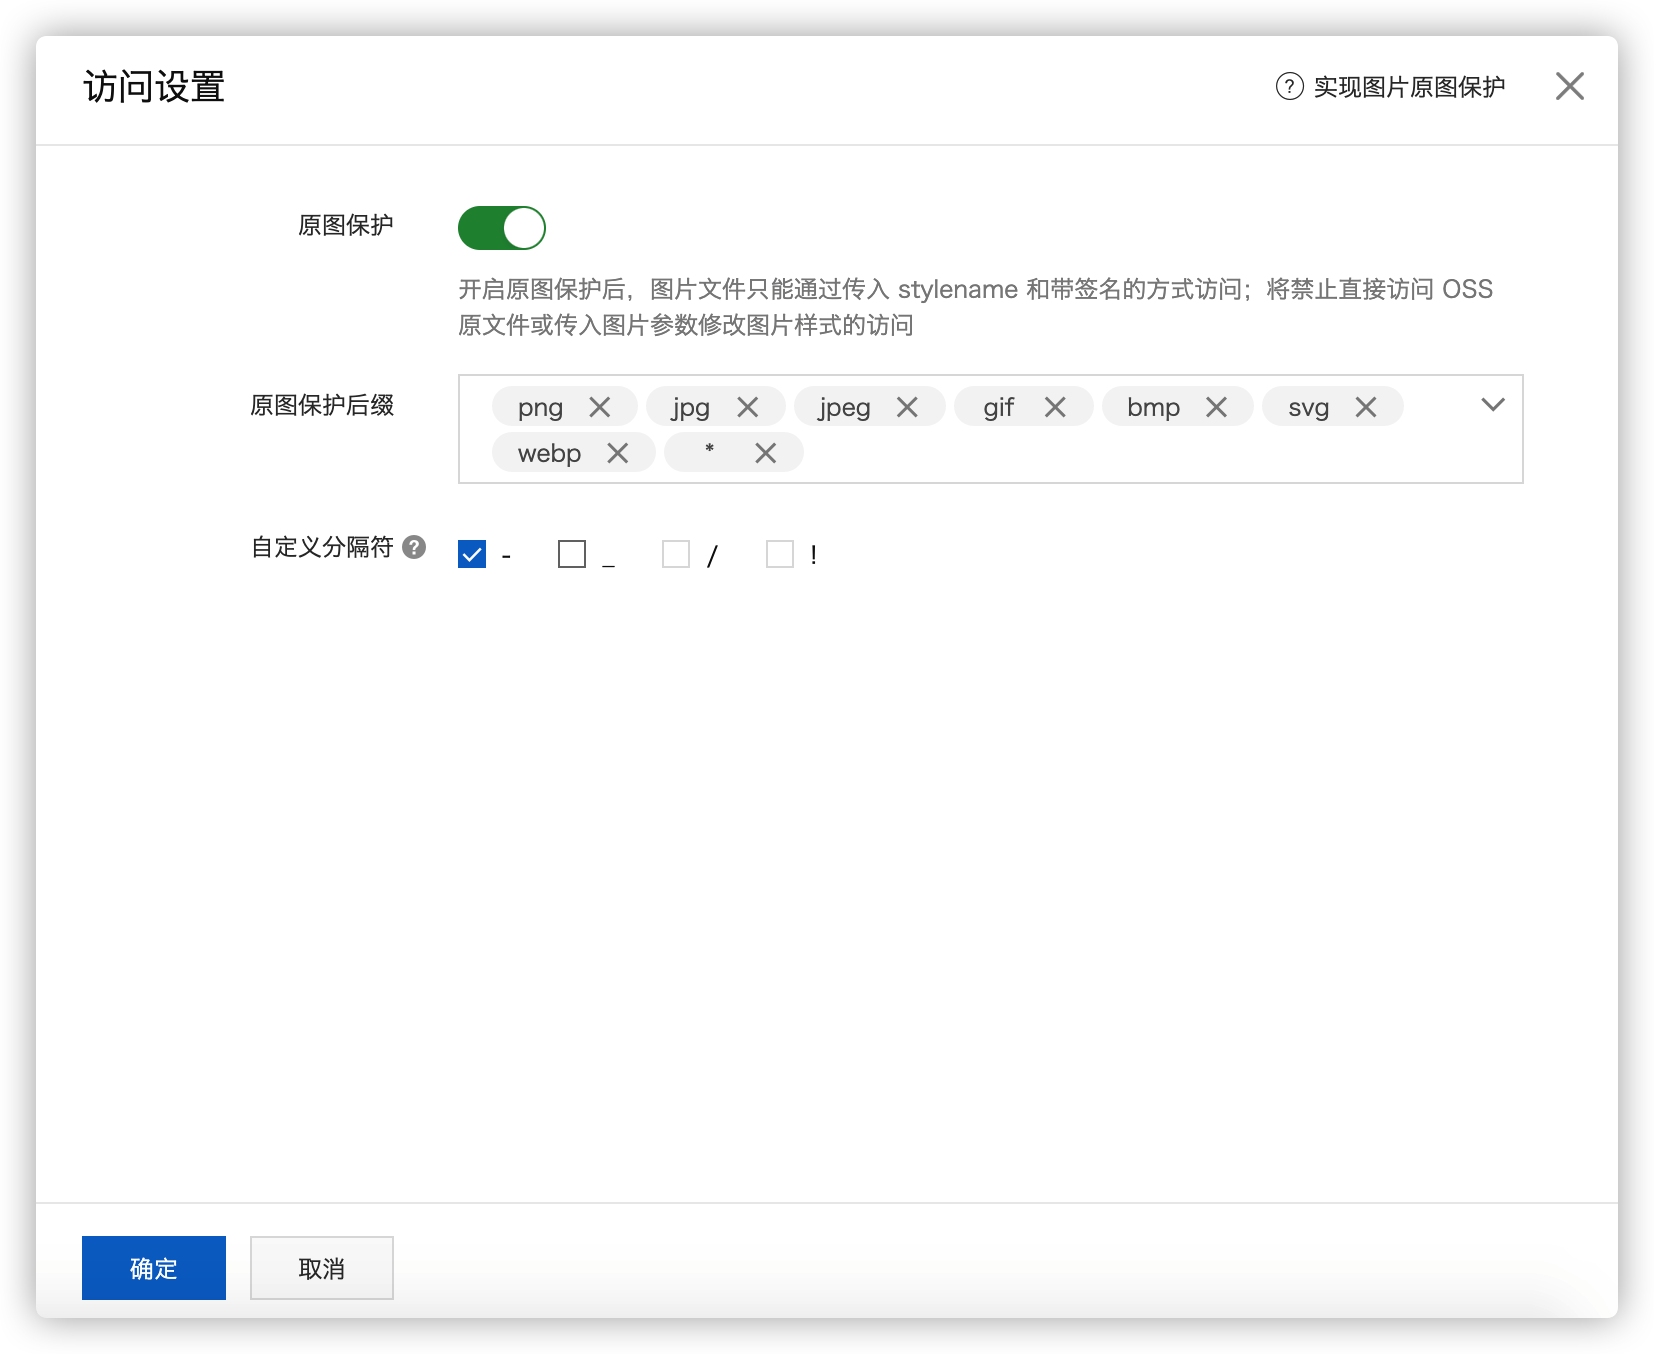 访问设置
实现图片原图保护
原图保护
开启原图保护后，图片文件只能通过传入 stylename 和带签名的方式访问；将禁止直接访问 OSS
原文件或传入图片参数修改图片样式的访问
原图保护后缀
png jpg jpeg gif bmp svg
webp *
自定义分隔符 - _ / !
确定 取消